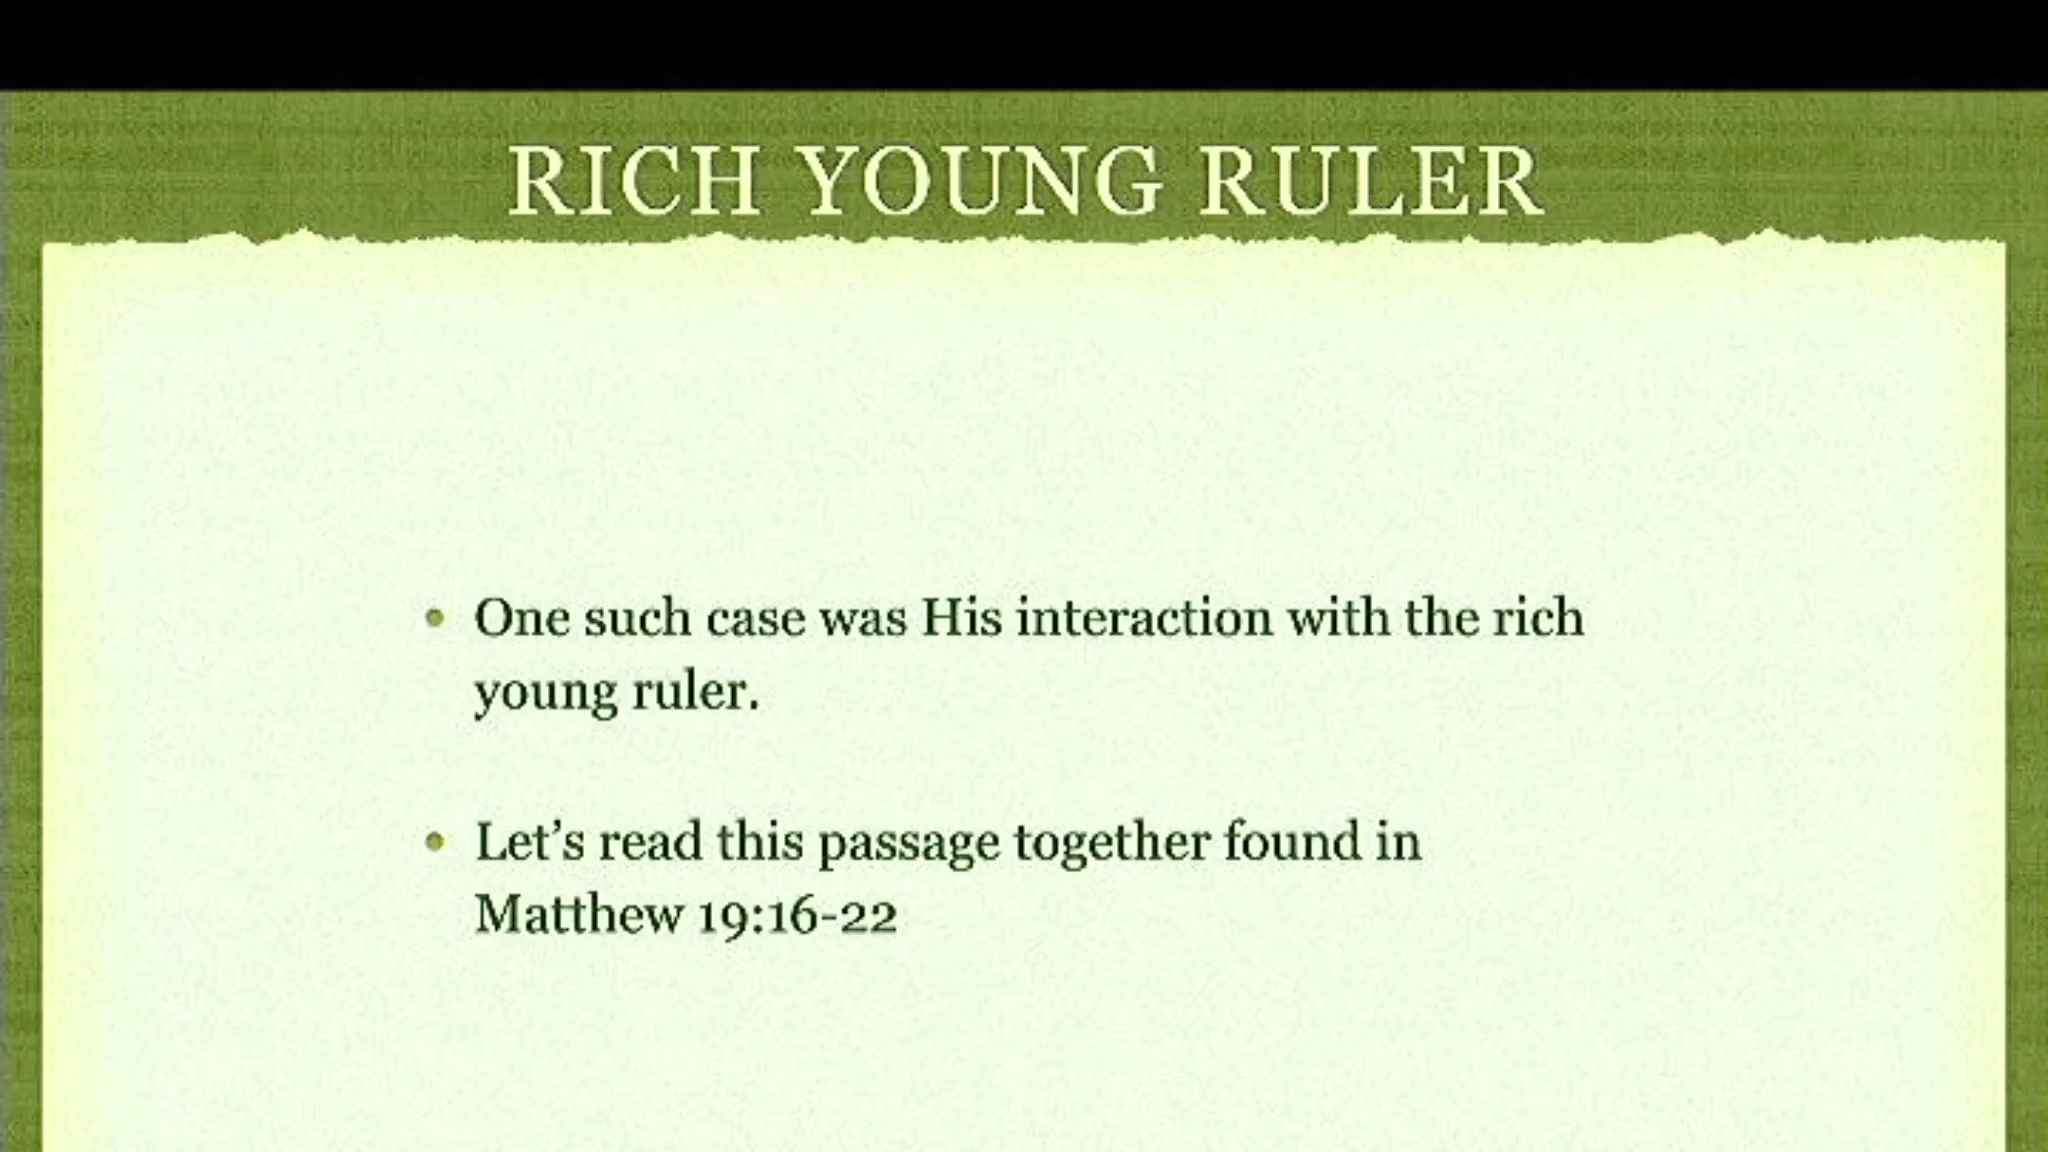 RICH YOUNG RULER
• One such case was His interaction with the rich
young ruler.
• Let’s read this passage together found in
Matthew 19:16-22